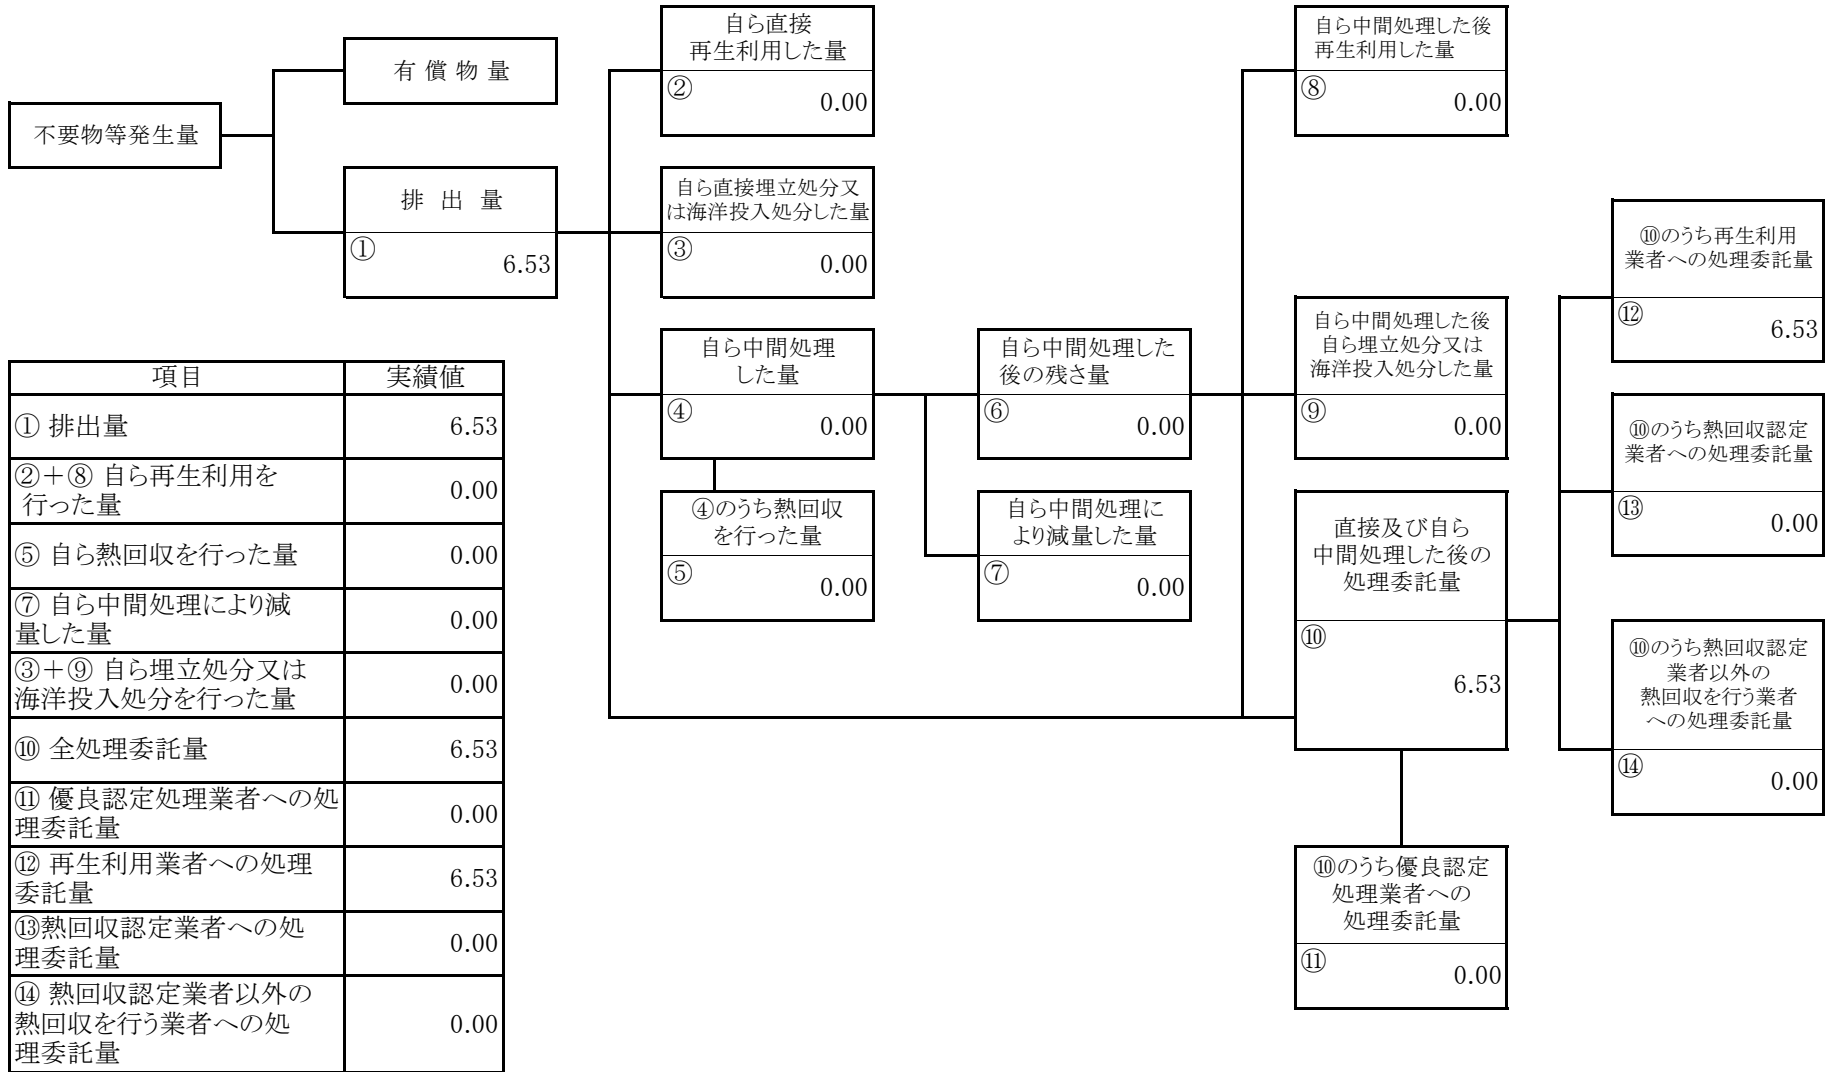 不要物等発生量
有 償 物 量
排 出 量
①
6.53
自ら直接
再生利用した量
②
0.00
自ら直接埋立処分又
は海洋投入処分した量
③
0.00
自ら中間処理
した量
④
0.00
④のうち熱回収
を行った量
⑤
0.00
自ら中間処理した
後の残さ量
⑥
0.00
自ら中間処理に
より減量した量
⑦
0.00
自ら中間処理した後
再生利用した量
⑧
0.00
自ら中間処理した後
自ら埋立処分又は
海洋投入処分した量
⑨
0.00
直接及び自ら
中間処理した後の
処理委託量
⑩
6.53
⑩のうち優良認定
処理業者への
処理委託量
⑪
0.00
⑩のうち再生利用
業者への処理委託量
⑫
6.53
⑩のうち熱回収認定
業者への処理委託量
⑬
0.00
⑩のうち熱回収認定
業者以外の
熱回収を行う業者
への処理委託量
⑭
0.00
項目 実績値
① 排出量 6.53
②+⑧ 自ら再生利用を
行った量 0.00
⑤ 自ら熱回収を行った量 0.00
⑦ 自ら中間処理により減
量した量 0.00
③+⑨ 自ら埋立処分又は
海洋投入処分を行った量 0.00
⑩ 全処理委託量 6.53
⑪ 優良認定処理業者への処
理委託量 0.00
⑫ 再生利用業者への処理
委託量 6.53
⑬熱回収認定業者への処
理委託量 0.00
⑭ 熱回収認定業者以外の
熱回収を行う業者への処
理委託量 0.00